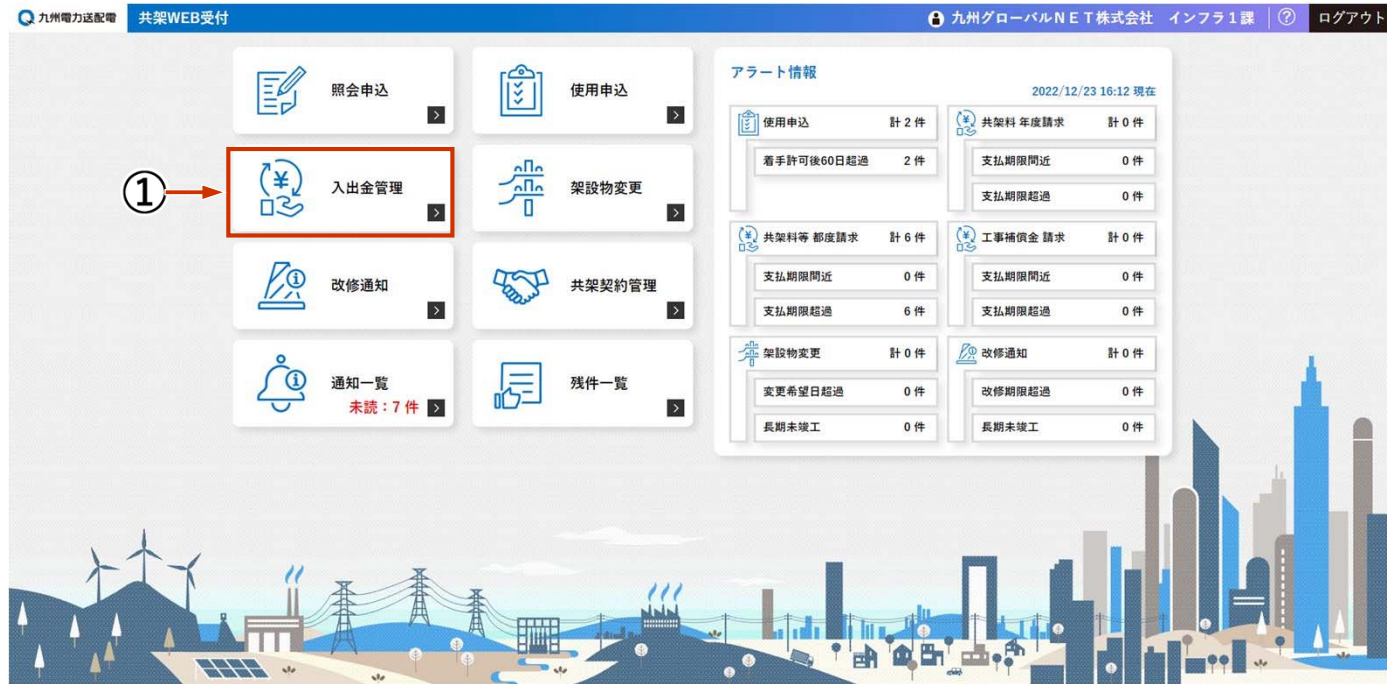 九州電力送配電 共架WEB受付 九州グローバルＮＥＴ株式会社 インフラ１課 ? ログアウト
照会申込
使用申込
①
入出金管理
架設物変更
改修通知
共架契約管理
通知一覧
未読：7 件
残件一覧
アラート情報
2022/12/23 16:12 現在
使用申込 計 2 件
着手許可後60日超過 2 件
共架料 年度請求 計 0 件
支払期限間近 0 件
支払期限超過 0 件
共架料等 都度請求 計 6 件
支払期限間近 0 件
支払期限超過 6 件
工事補償金 請求 計 0 件
支払期限間近 0 件
支払期限超過 0 件
架設物変更 計 0 件
変更希望日超過 0 件
長期未竣工 0 件
改修通知 計 0 件
改修期限超過 0 件
長期未竣工 0 件